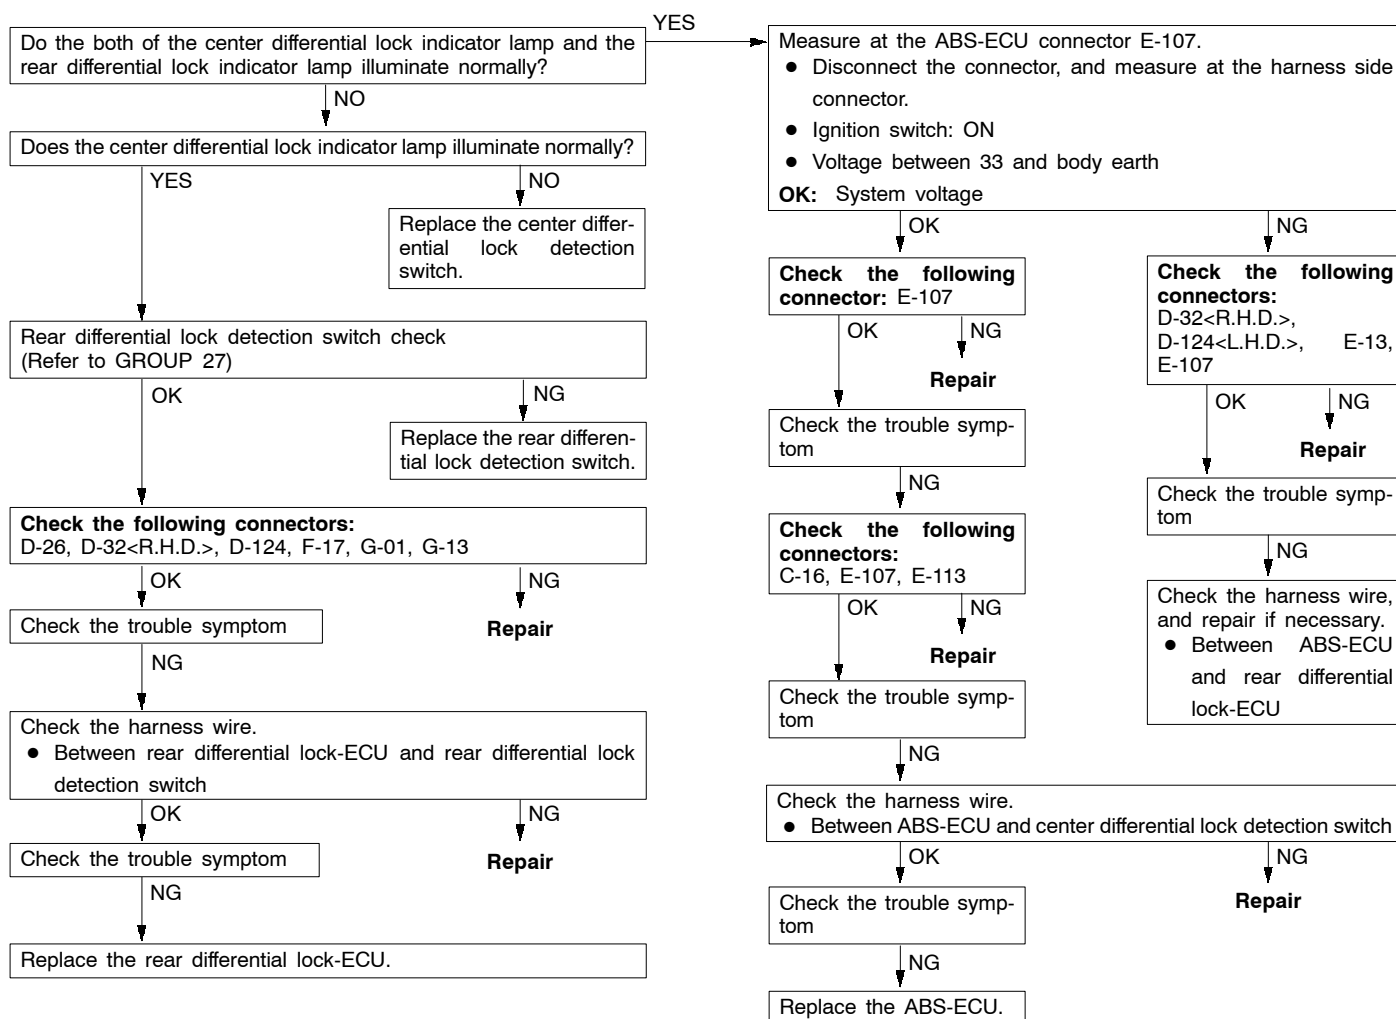 Do the both of the center differential lock indicator lamp and the
rear differential lock indicator lamp illuminate normally?
YES
NO
Does the center differential lock indicator lamp illuminate normally?
YES
NO
Replace the center differ-
ential lock detection
switch.
Rear differential lock detection switch check
(Refer to GROUP 27)
OK
NG
Replace the rear differen-
tial lock detection switch.
Check the following connectors:
D-26, D-32<R.H.D.>, D-124, F-17, G-01, G-13
OK
NG
Check the trouble symptom
Repair
NG
Check the harness wire.
● Between rear differential lock-ECU and rear differential lock
detection switch
OK
NG
Check the trouble symptom
Repair
NG
Replace the rear differential lock-ECU.
Measure at the ABS-ECU connector E-107.
● Disconnect the connector, and measure at the harness side
connector.
● Ignition switch: ON
● Voltage between 33 and body earth
OK: System voltage
OK
NG
Check the following
connector: E-107
OK
NG
Repair
Check the trouble symp-
tom
NG
Check the following
connectors:
C-16, E-107, E-113
OK
NG
Repair
Check the trouble symp-
tom
NG
Check the following
connectors:
D-32<R.H.D.>,
D-124<L.H.D.>, E-13,
E-107
OK
NG
Repair
Check the trouble symp-
tom
NG
Check the harness wire,
and repair if necessary.
● Between ABS-ECU
and rear differential
lock-ECU
Check the harness wire.
● Between ABS-ECU and center differential lock detection switch
OK
NG
Check the trouble symp-
tom
Repair
NG
Replace the ABS-ECU.